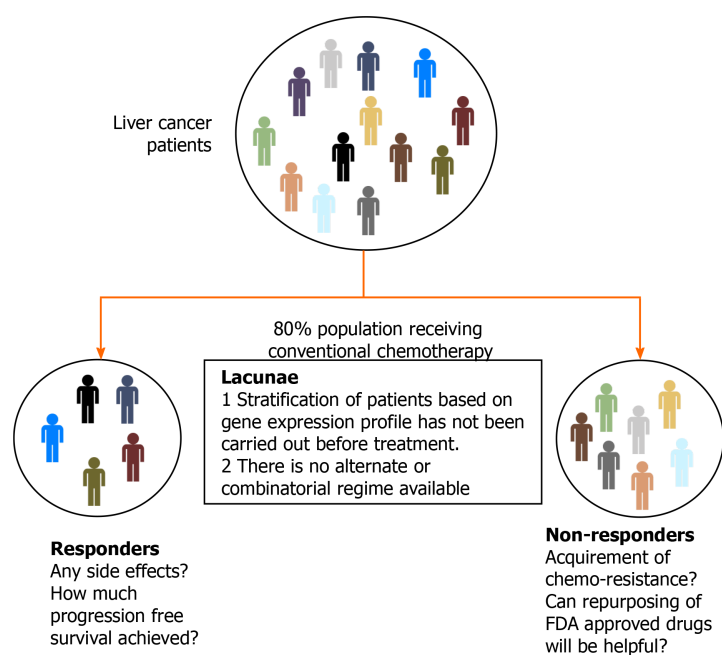 Liver cancer
patients
80% population receiving
conventional chemotherapy
Lacunae
1 Stratification of patients based on
gene expression profile has not been
carried out before treatment.
2 There is no alternate or
combinatorial regime available
Responders
Any side effects?
How much
progression free
survival achieved?
Non-responders
Acquirement of
chemo-resistance?
Can repurposing of
FDA approved drugs
will be helpful?